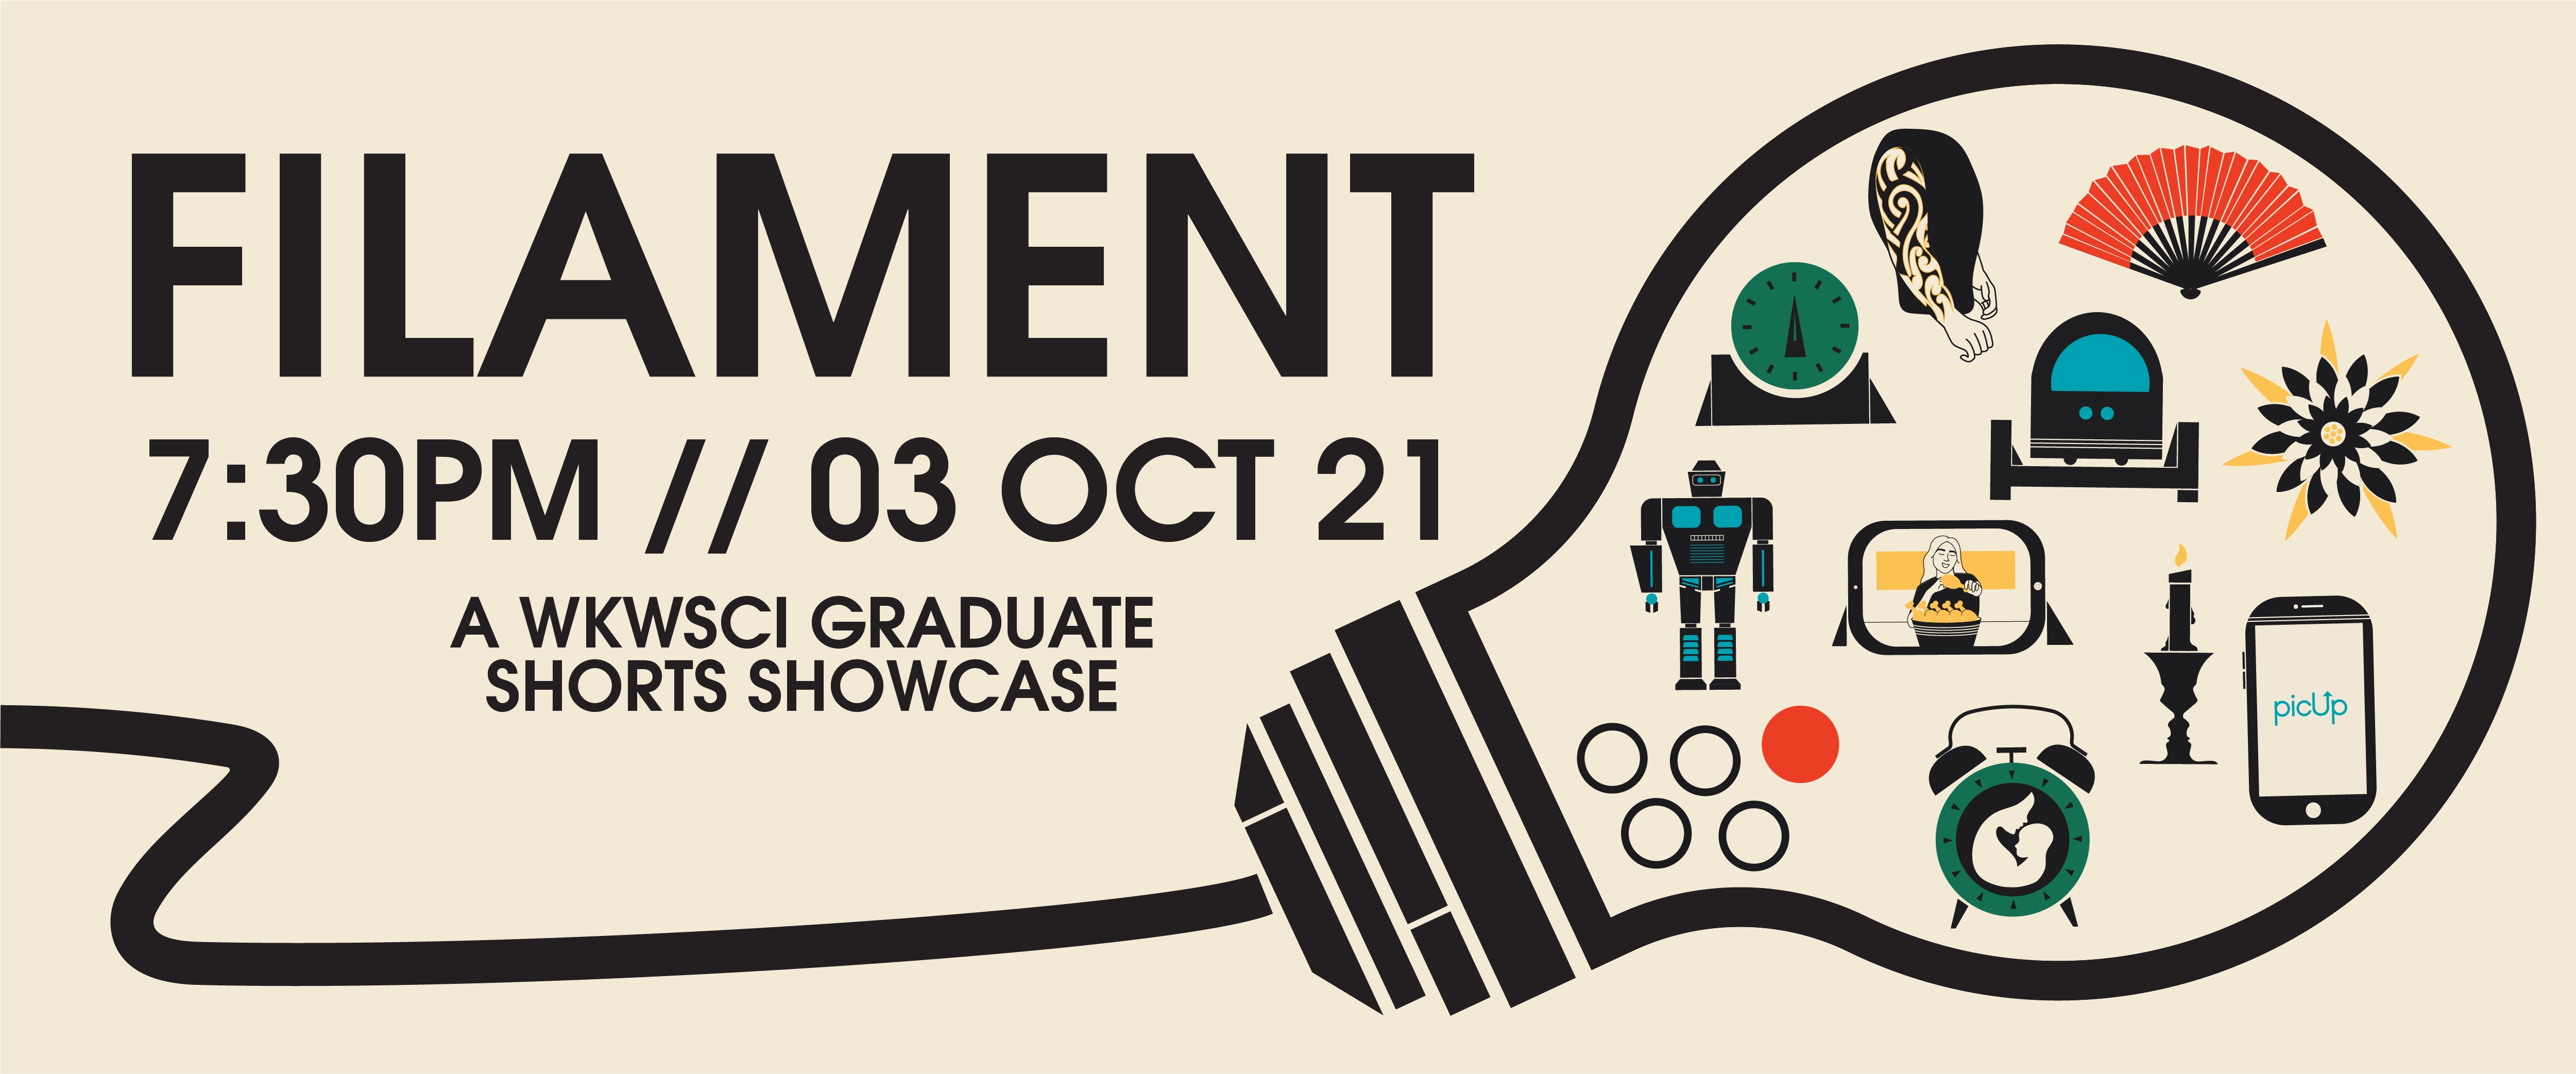 FILAMENT
7:30PM // 03 OCT 21
A WKWSCI GRADUATE
SHORTS SHOWCASE
picUp